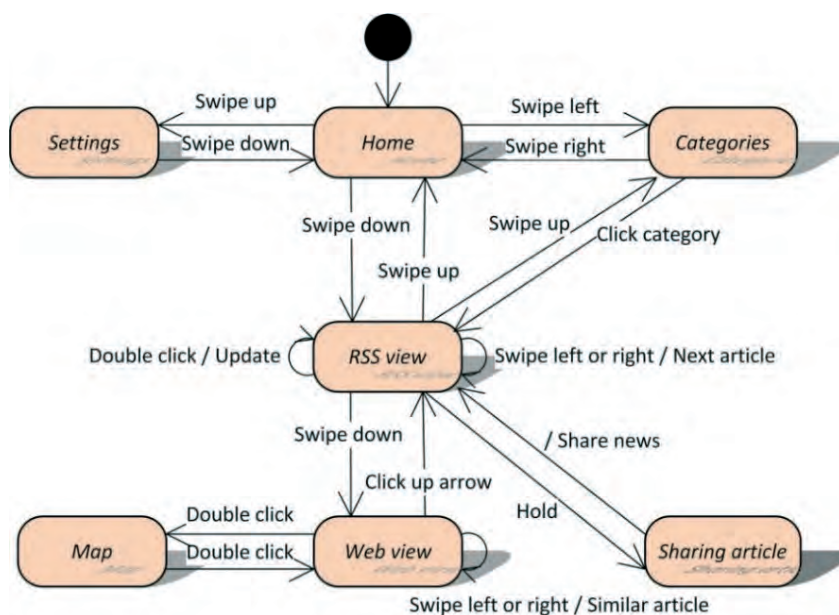 Swipe up
Swipe left
Settings
Home
Categories
Swipe down
Swipe right
Swipe down
Swipe up
Click category
Swipe up
Double click / Update
RSS view
Swipe left or right / Next article
Swipe down
/ Share news
Click up arrow
Double click
Hold
Map
Double click
Web view
Sharing article
Swipe left or right / Similar article